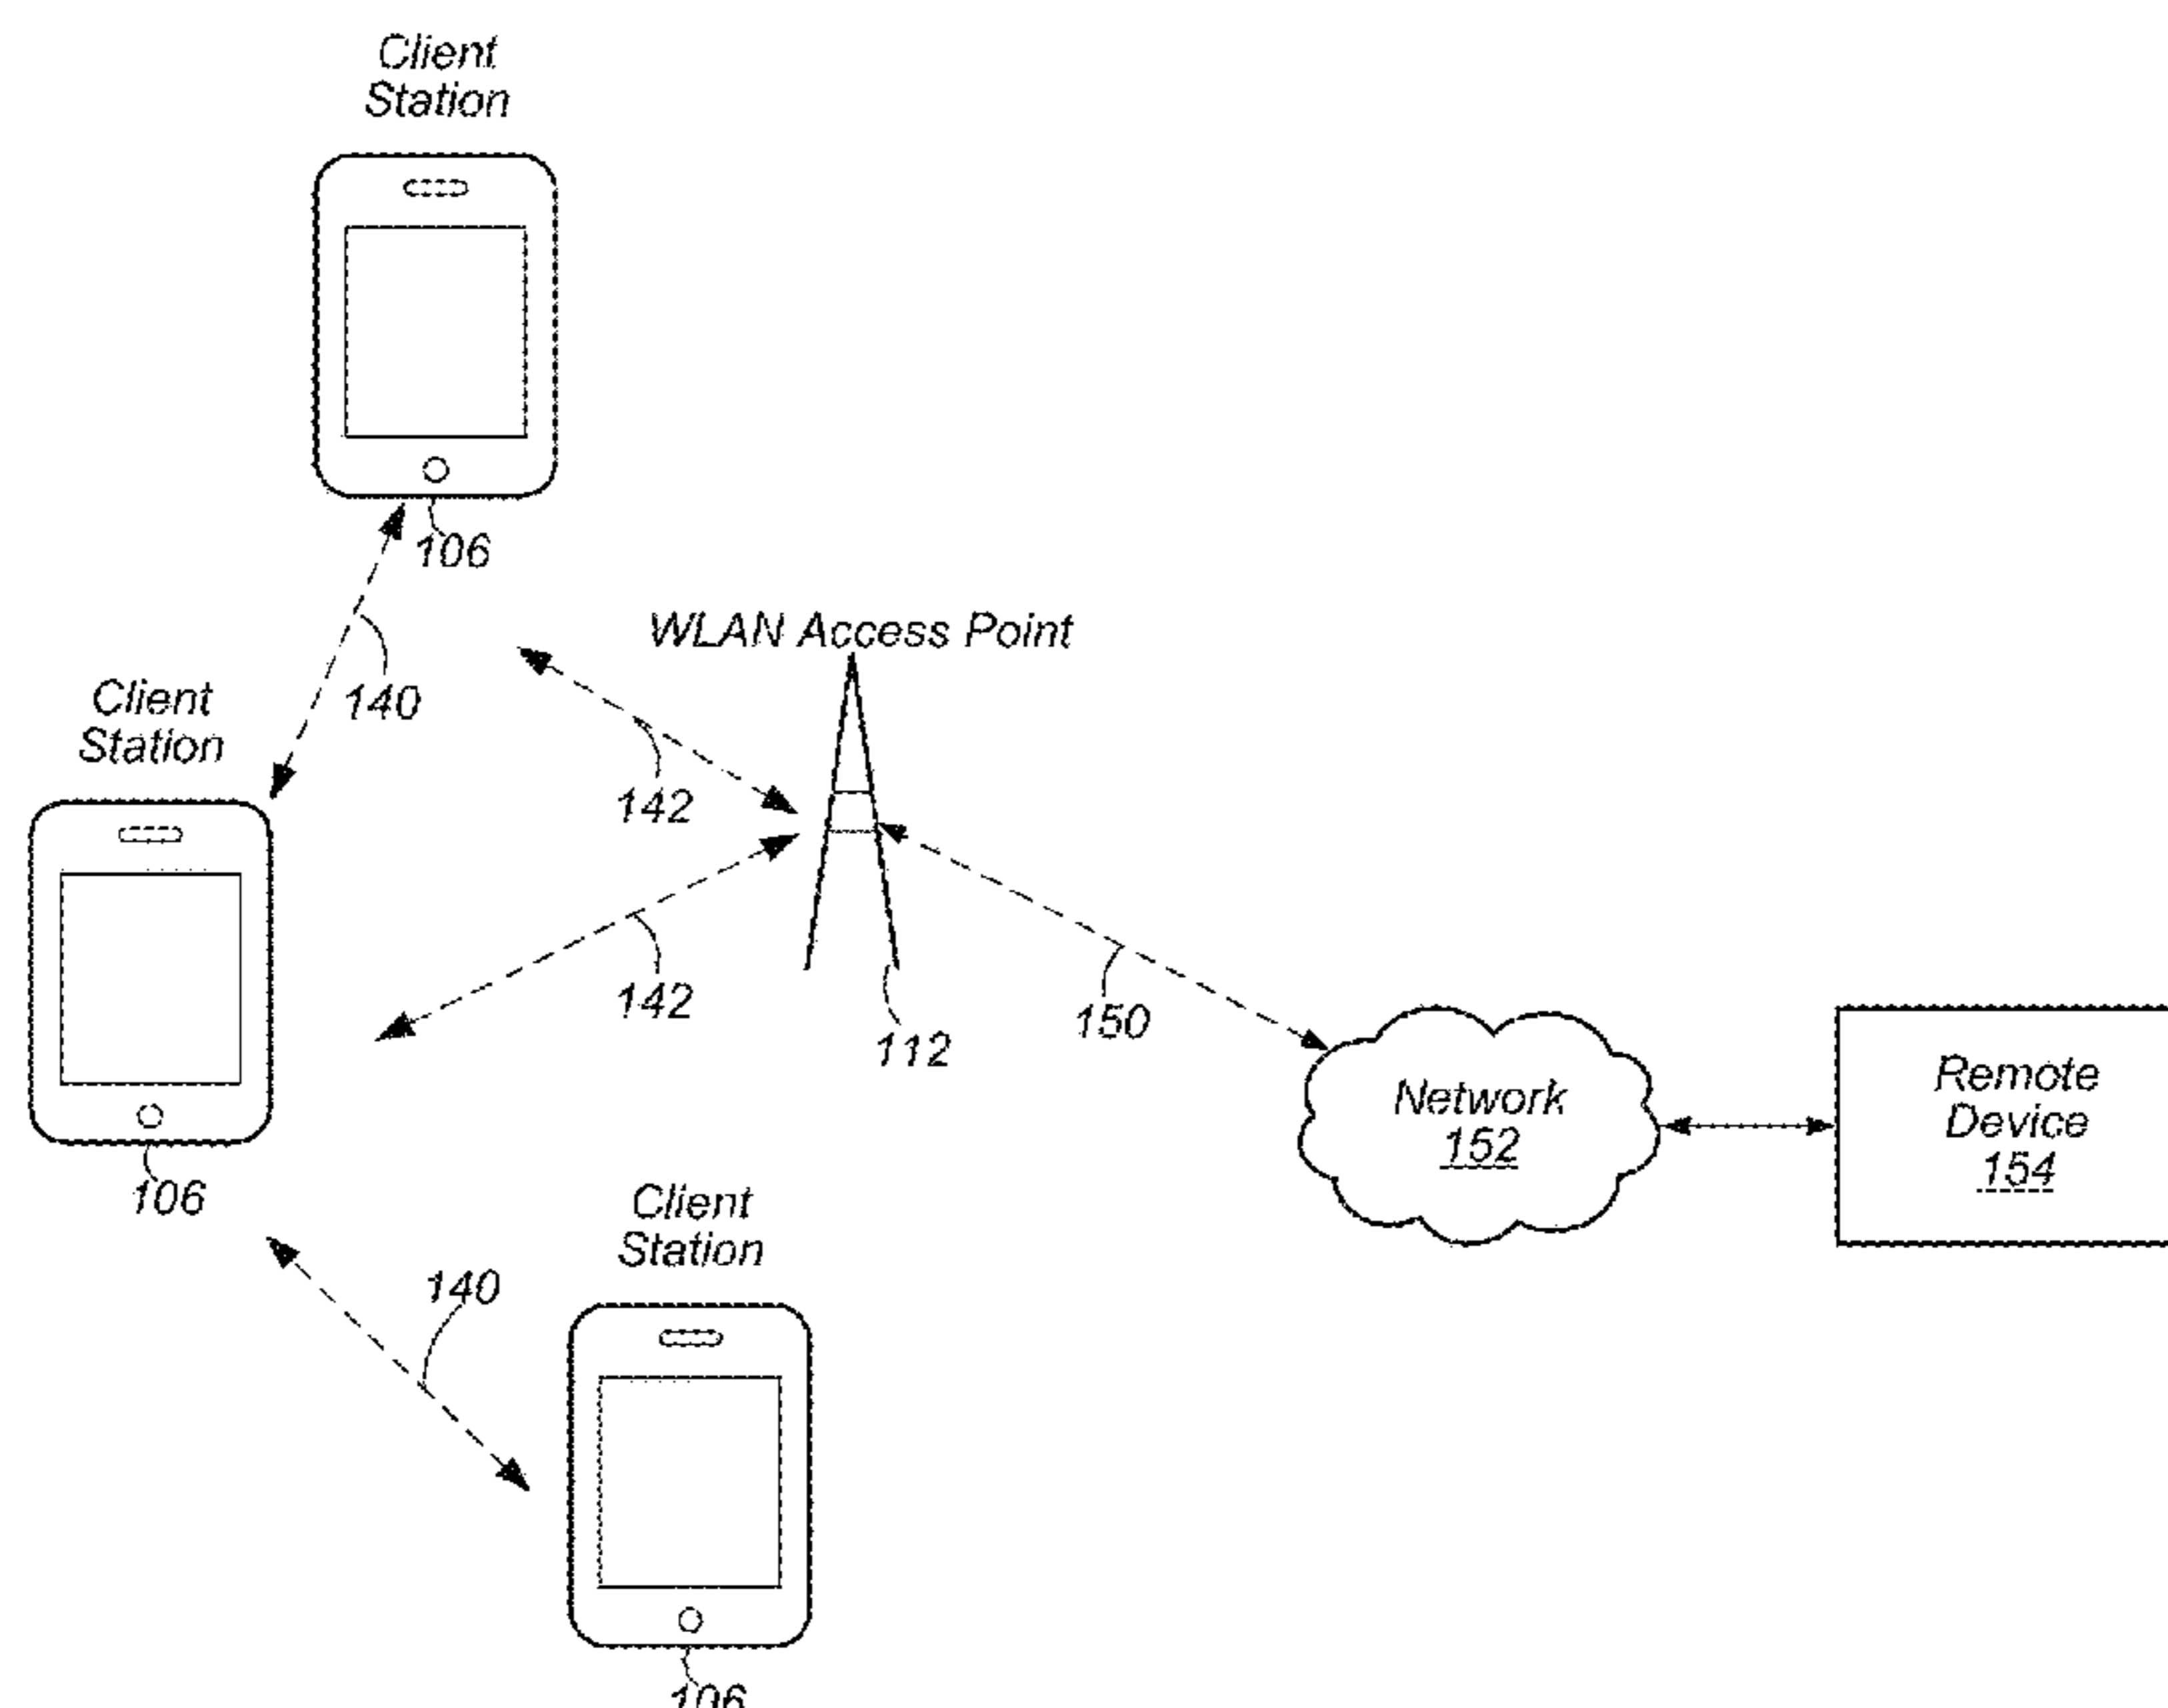 Client
Station
106
140
WLAN Access Point
142
Client
Station
142
112
150
Network
152
Remote
Device
154
106
Client
Station
140
106